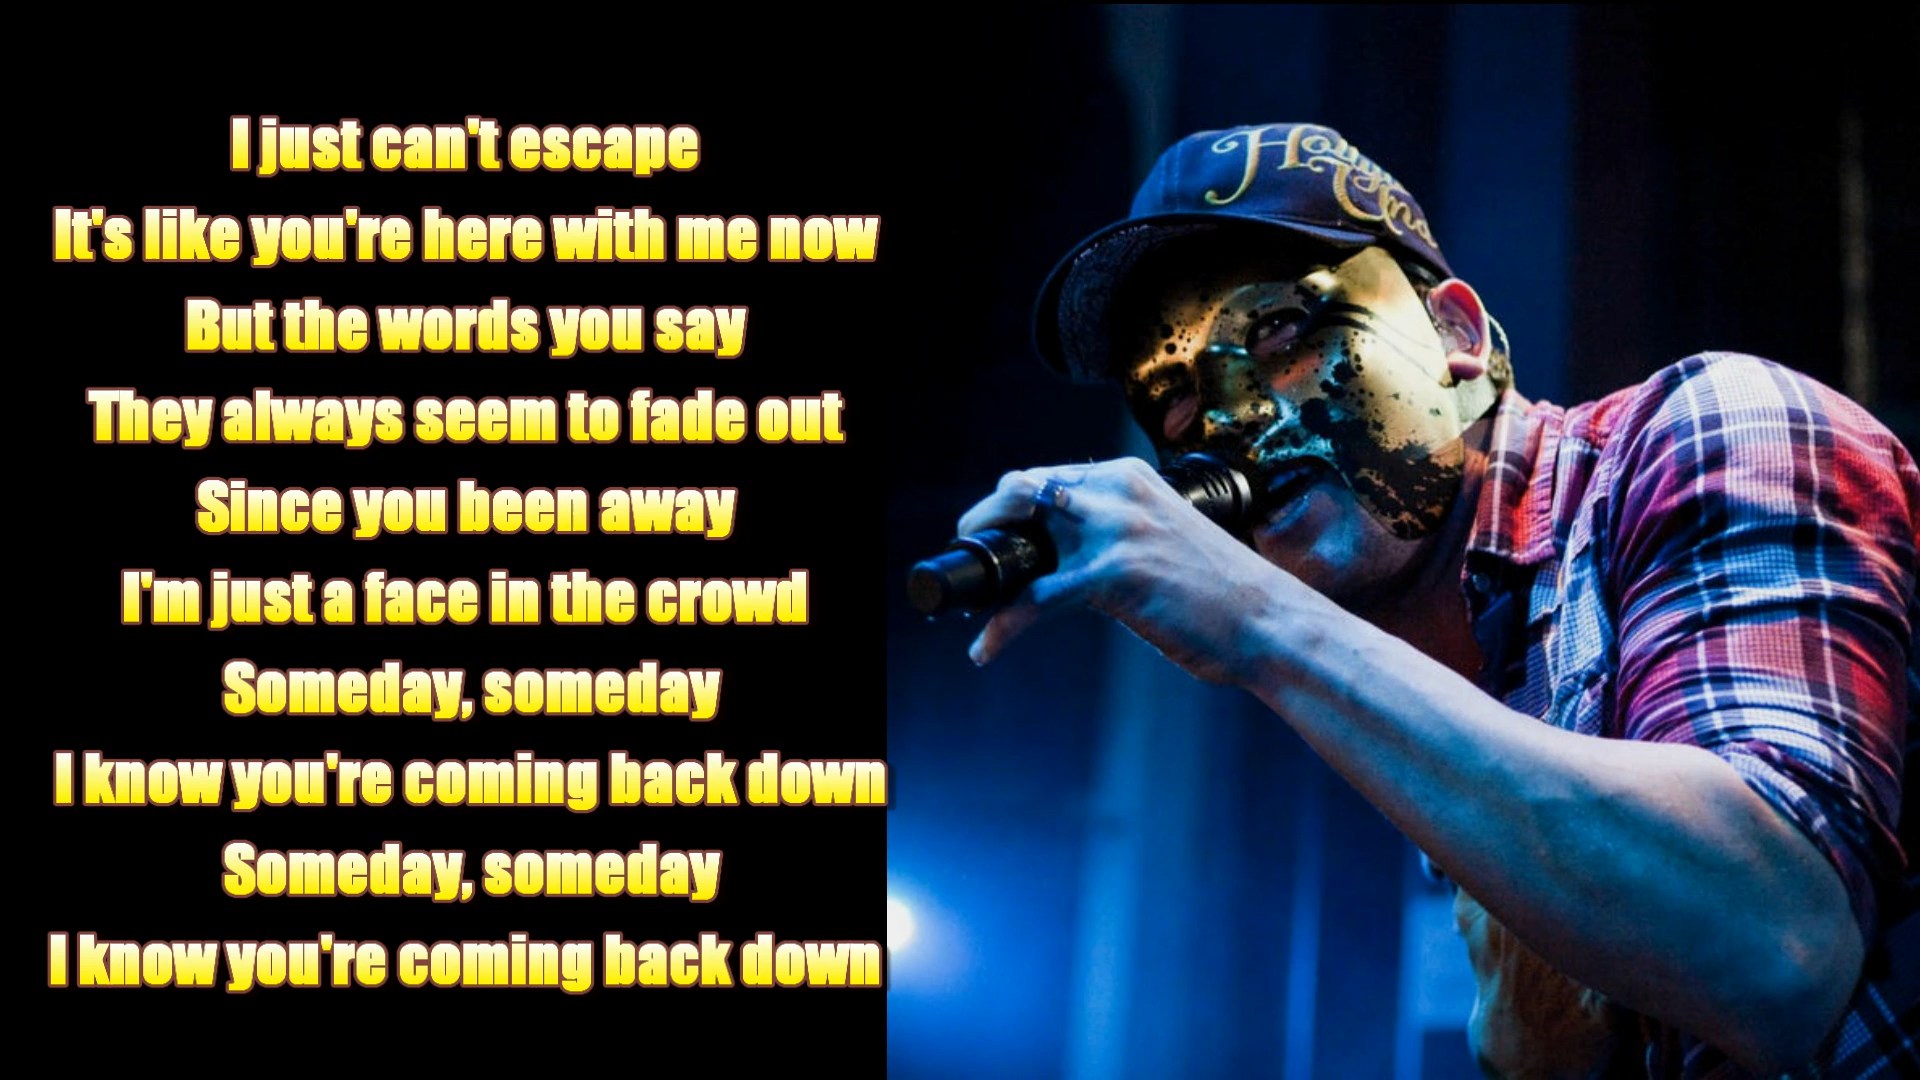 I just can't escape
It's like you're here with me now
But the words you say
They always seem to fade out
Since you been away
I'm just a face in the crowd
Someday, someday
I know you're coming back down
Someday, someday
I know you're coming back down